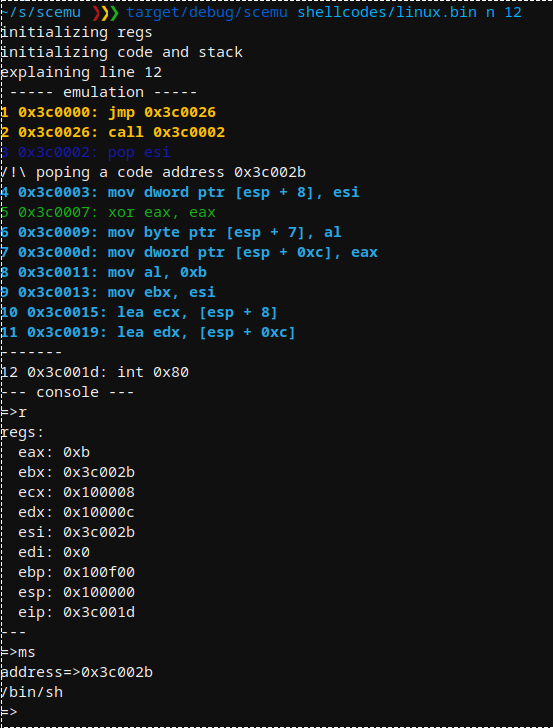 ~/s/scemu ❯❯❯ target/debug/scemu shellcodes/linux.bin n 12
initializing regs
initializing code and stack
explaining line 12
 ----- emulation -----
1 0x3c0000: jmp 0x3c0026
2 0x3c0026: call 0x3c0002
3 0x3c0002: pop esi
/!\ poping a code address 0x3c002b
4 0x3c0003: mov dword ptr [esp + 8], esi
5 0x3c0007: xor eax, eax
6 0x3c0009: mov byte ptr [esp + 7], al
7 0x3c000d: mov dword ptr [esp + 0xc], eax
8 0x3c0011: mov al, 0xb
9 0x3c0013: mov ebx, esi
10 0x3c0015: lea ecx, [esp + 8]
11 0x3c0019: lea edx, [esp + 0xc]
-------
12 0x3c001d: int 0x80
--- console ---
=>r
regs:
  eax: 0xb
  ebx: 0x3c002b
  ecx: 0x100008
  edx: 0x10000c
  esi: 0x3c002b
  edi: 0x0
  ebp: 0x100f00
  esp: 0x100000
  eip: 0x3c001d
---
=>ms
address=>0x3c002b
/bin/sh
=>